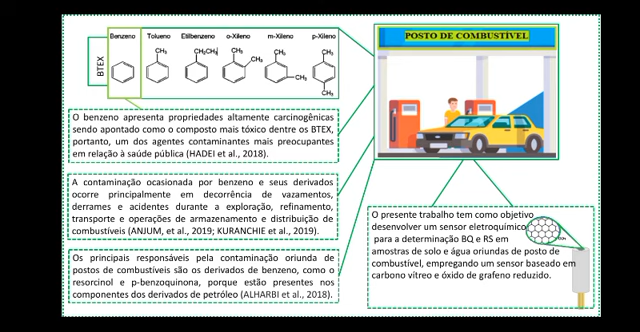 Benzeno Tolueno Etilbenzeno o-Xileno m-Xileno p-Xileno
BTEX
CH₃ CH₂CH₃ CH₃ CH₃ CH₃
CH₃ CH₃ CH₃
POSTO DE COMBUSTÍVEL
O benzeno apresenta propriedades altamente carcinogênicas
sendo apontado como o composto mais tóxico dentre os BTEX,
portanto, um dos agentes contaminantes mais preocupantes
em relação à saúde pública (HADEI et al., 2018).
A contaminação ocasionada por benzeno e seus derivados
ocorre principalmente em decorrência de vazamentos,
derrames e acidentes durante a exploração, refinamento,
transporte e operações de armazenamento e distribuição de
combustíveis (ANJUM, et al., 2019; KURANCHIE et al., 2019).
Os principais responsáveis pela contaminação oriunda de
postos de combustíveis são os derivados de benzeno, como o
resorcinol e p-benzoquinona, porque estão presentes nos
componentes dos derivados de petróleo (ALHARBI et al., 2018).
O presente trabalho tem como objetivo
desenvolver um sensor eletroquímico
para a determinação BQ e RS em
amostras de solo e água oriundas de posto de
combustível, empregando um sensor baseado em
carbono vítreo e óxido de grafeno reduzido.